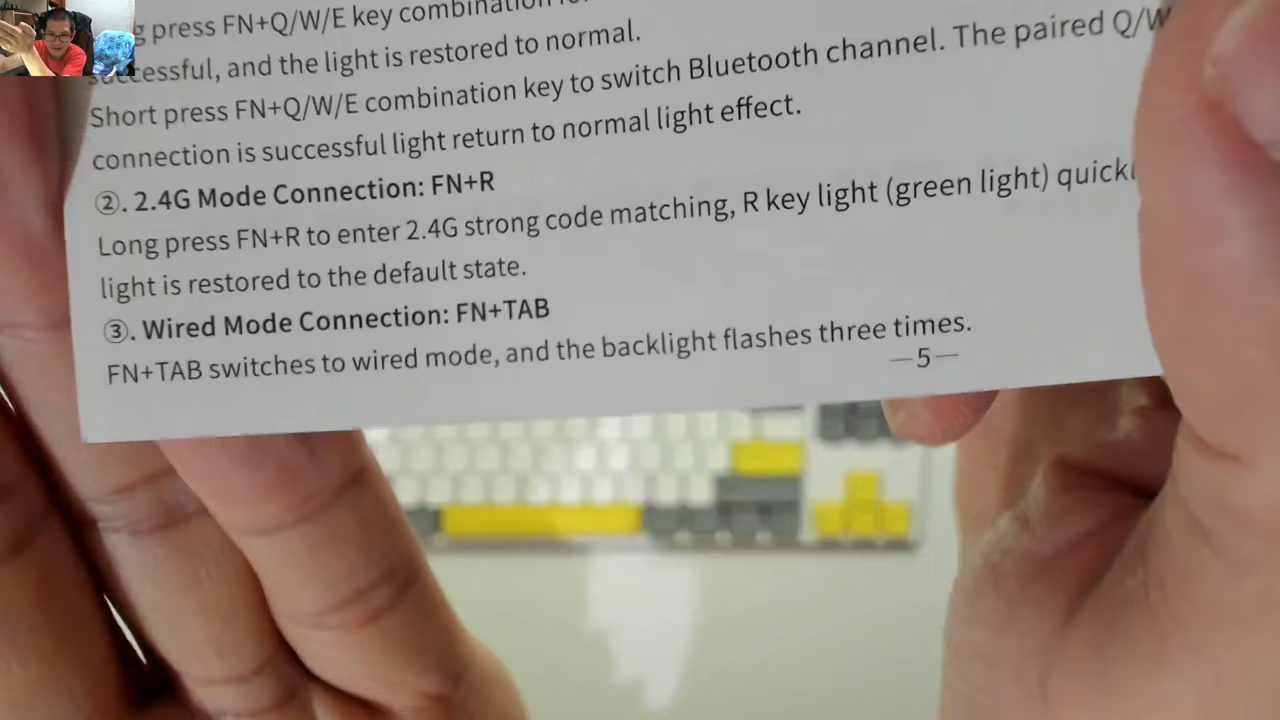 press FN+Q/W/E key combination
successful, and the light is restored to normal.
Short press FN+Q/W/E combination key to switch Bluetooth channel. The paired Q/W
connection is successful light return to normal light effect.
②. 2.4G Mode Connection: FN+R
Long press FN+R to enter 2.4G strong code matching, R key light (green light)
light is restored to the default state.
③. Wired Mode Connection: FN+TAB
FN+TAB switches to wired mode, and the backlight flashes three times.
—5—